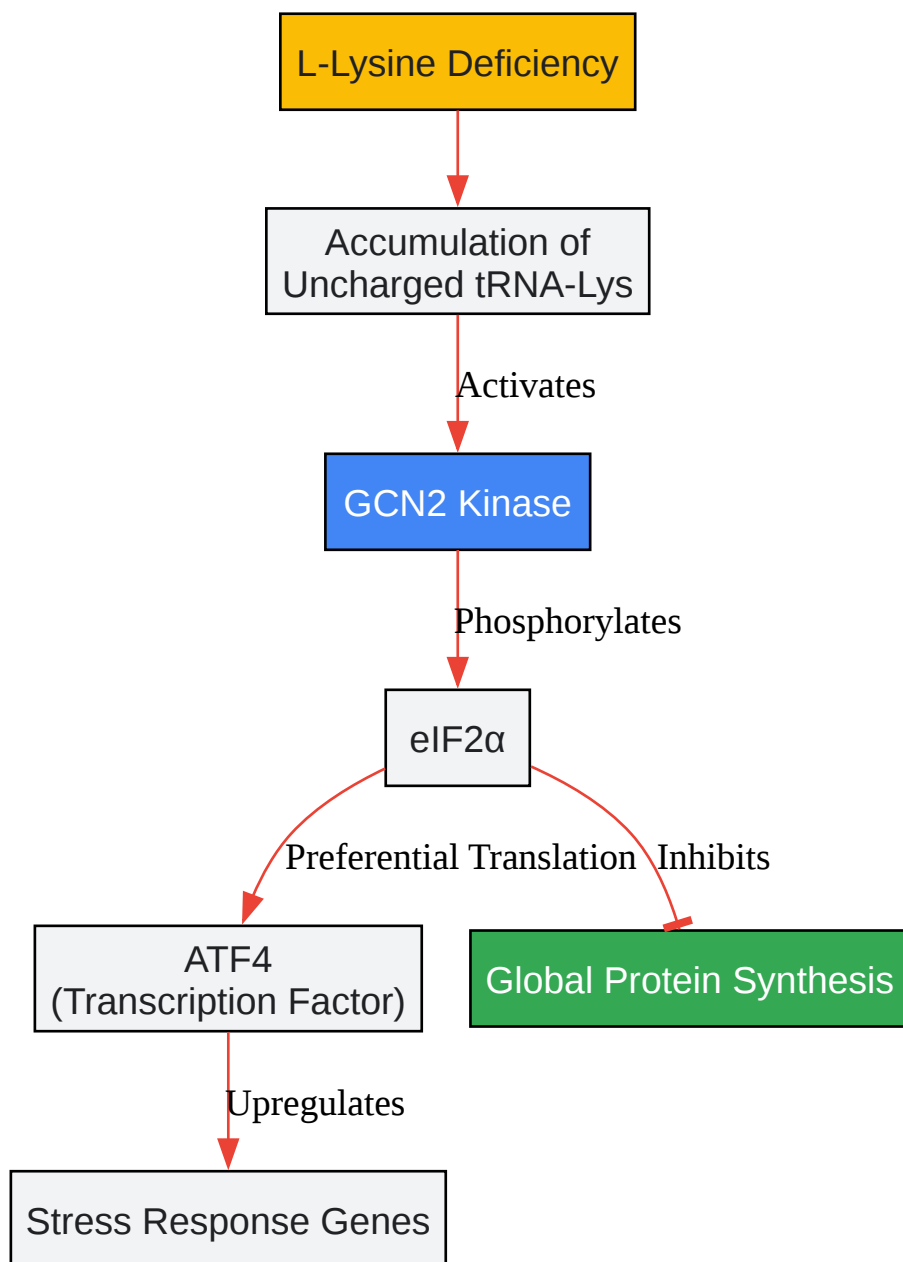 L-Lysine Deficiency
Accumulation of
Uncharged tRNA-Lys
Activates
GCN2 Kinase
Phosphorylates
eIF2α
Preferential Translation
Inhibits
ATF4
(Transcription Factor)
Global Protein Synthesis
Upregulates
Stress Response Genes